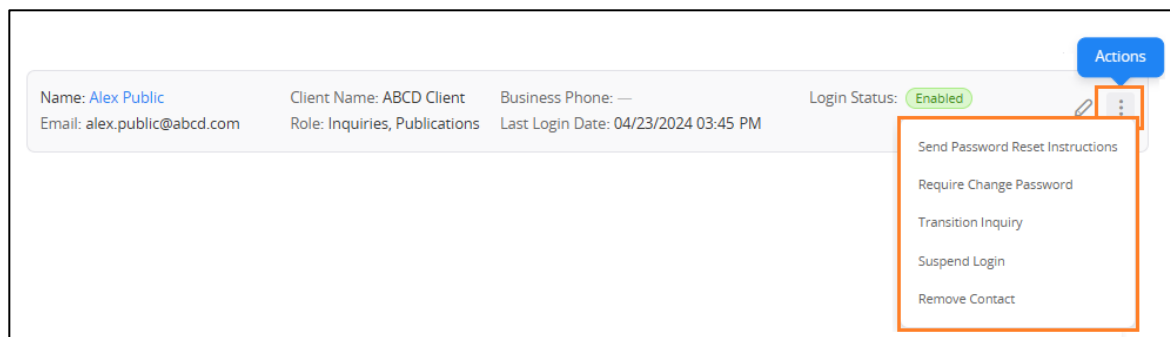 Actions
Name: Alex Public Client Name: ABCD Client Business Phone: — Login Status: Enabled
Email: alex.public@abcd.com Role: Inquiries, Publications Last Login Date: 04/23/2024 03:45 PM
Send Password Reset Instructions
Require Change Password
Transition Inquiry
Suspend Login
Remove Contact